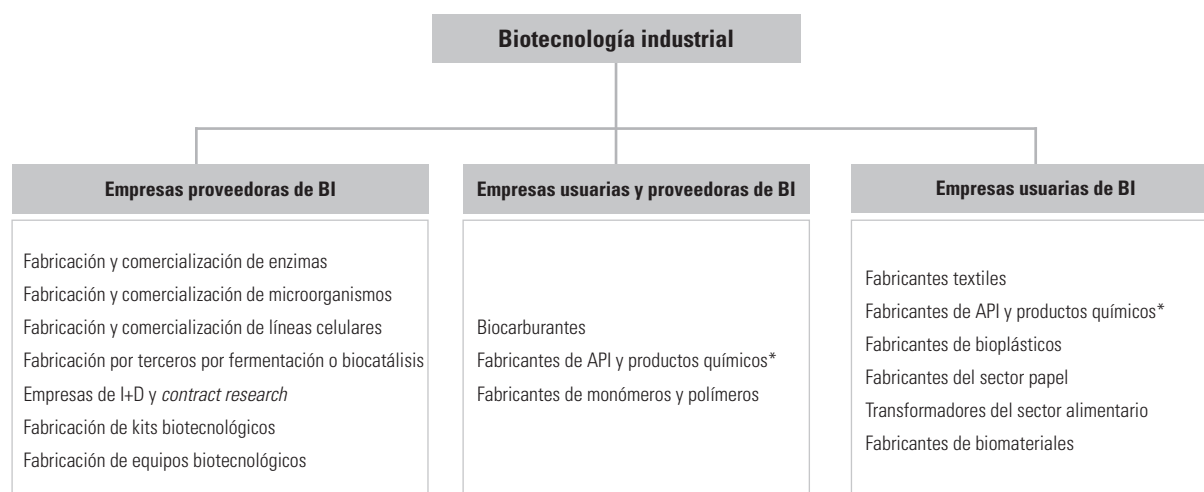 Biotecnología industrial
Empresas proveedoras de BI
Fabricación y comercialización de enzimas
Fabricación y comercialización de microorganismos
Fabricación y comercialización de líneas celulares
Fabricación por terceros por fermentación o biocatálisis
Empresas de I+D y contract research
Fabricación de kits biotecnológicos
Fabricación de equipos biotecnológicos
Empresas usuarias y proveedoras de BI
Biocarburantes
Fabricantes de API y productos químicos*
Fabricantes de monómeros y polímeros
Empresas usuarias de BI
Fabricantes textiles
Fabricantes de API y productos químicos*
Fabricantes de bioplásticos
Fabricantes del sector papel
Transformadores del sector alimentario
Fabricantes de biomateriales